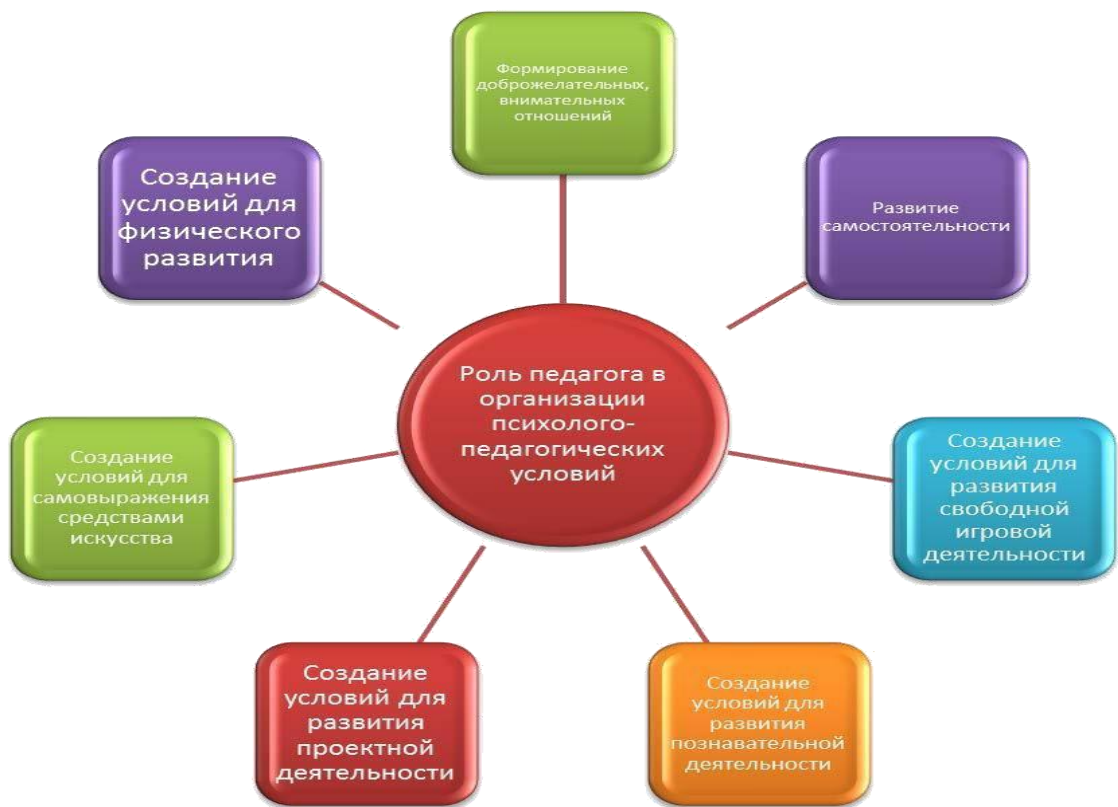 Формирование
доброжелательных,
внимательных
отношений
Создание
условий для
физического
развития
Развитие
самостоятельности
Роль педагога в
организации
психолого-
педагогических
условий
Создание
условий для
самовыражения
средствами
искусства
Создание
условий для
развития
свободной
игровой
деятельности
Создание
условий для
развития
проектной
деятельности
Создание
условий для
развития
познавательной
деятельности